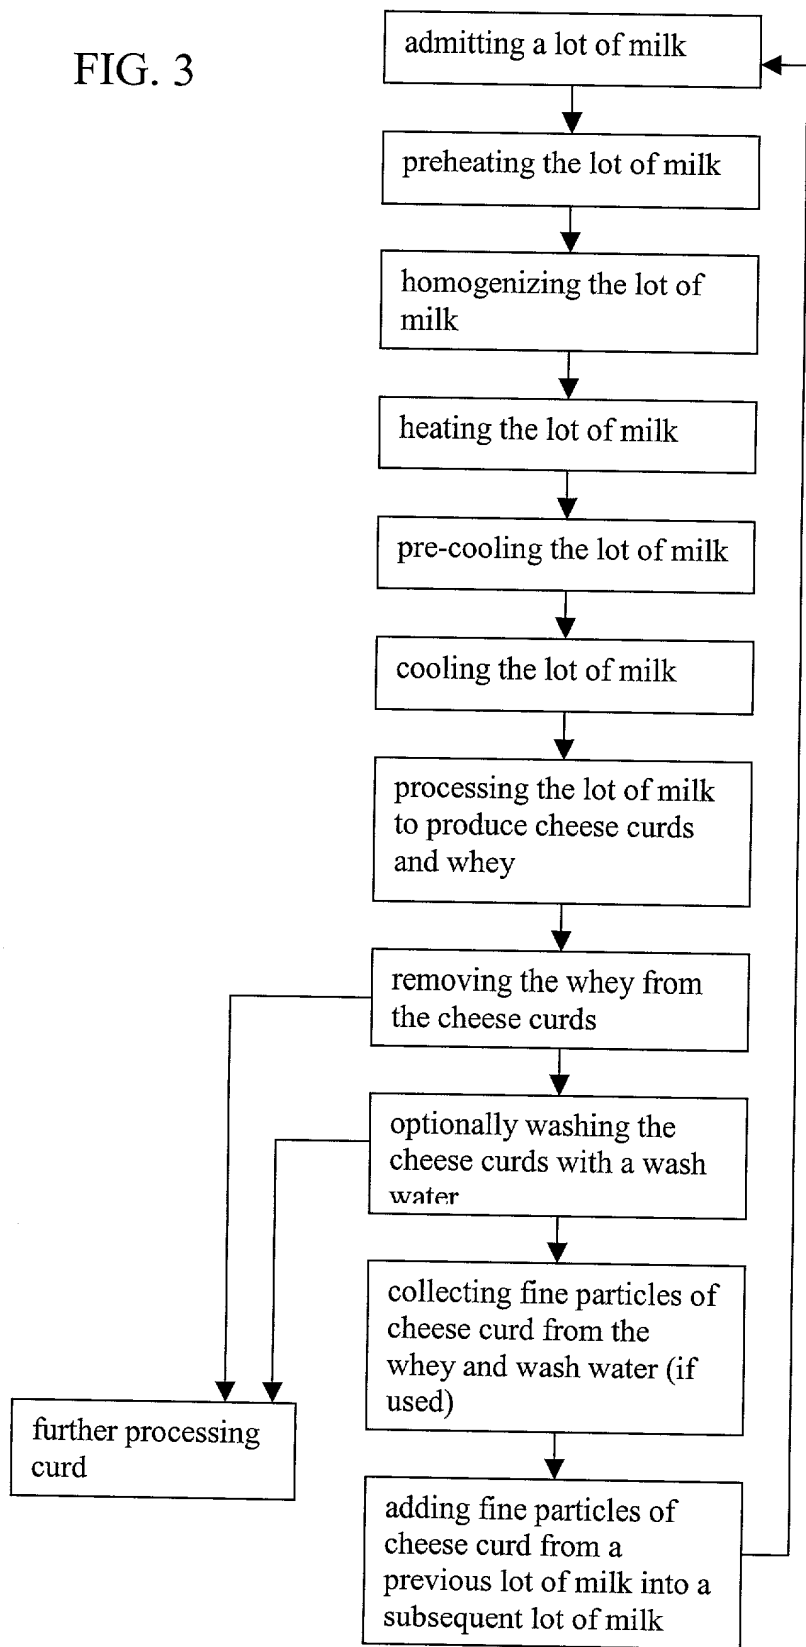 FIG. 3
admitting a lot of milk
preheating the lot of milk
homogenizing the lot of
milk
heating the lot of milk
pre-cooling the lot of milk
cooling the lot of milk
processing the lot of milk
to produce cheese curds
and whey
removing the whey from
the cheese curds
optionally washing the
cheese curds with a wash
water
collecting fine particles of
cheese curd from the
whey and wash water (if
used)
further processing
curd
adding fine particles of
cheese curd from a
previous lot of milk into a
subsequent lot of milk